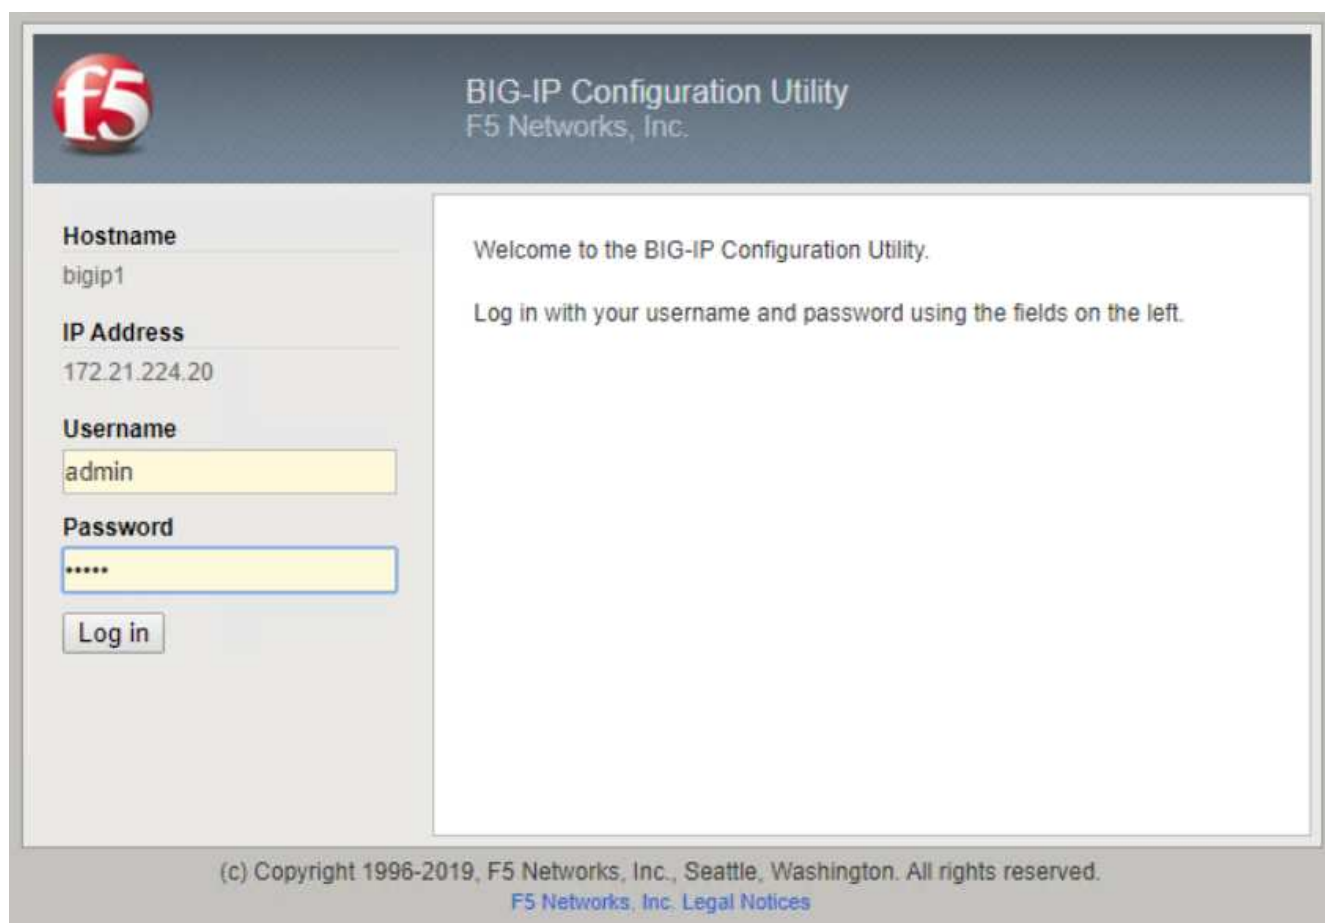 f5
BIG-IP Configuration Utility
F5 Networks, Inc.
Hostname
bigip1
IP Address
172.21.224.20
Username
admin
Password
•••••
Log in
Welcome to the BIG-IP Configuration Utility.
Log in with your username and password using the fields on the left.
(c) Copyright 1996-2019, F5 Networks, Inc., Seattle, Washington. All rights reserved.
F5 Networks, Inc. Legal Notices